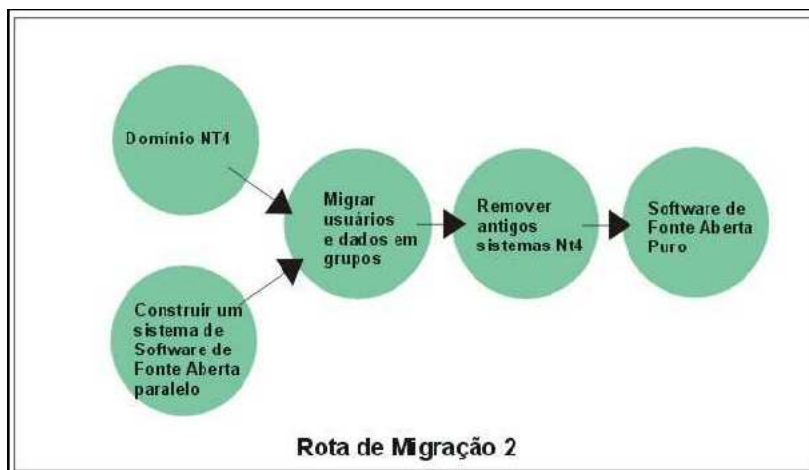 Domínio NT4
Construir um
sistema de
Software de
Fonte Aberta
paralelo
Migrar
usuários
e dados em
grupos
Remover
antigos
sistemas Nt4
Software de
Fonte Aberta
Puro
Rota de Migração 2